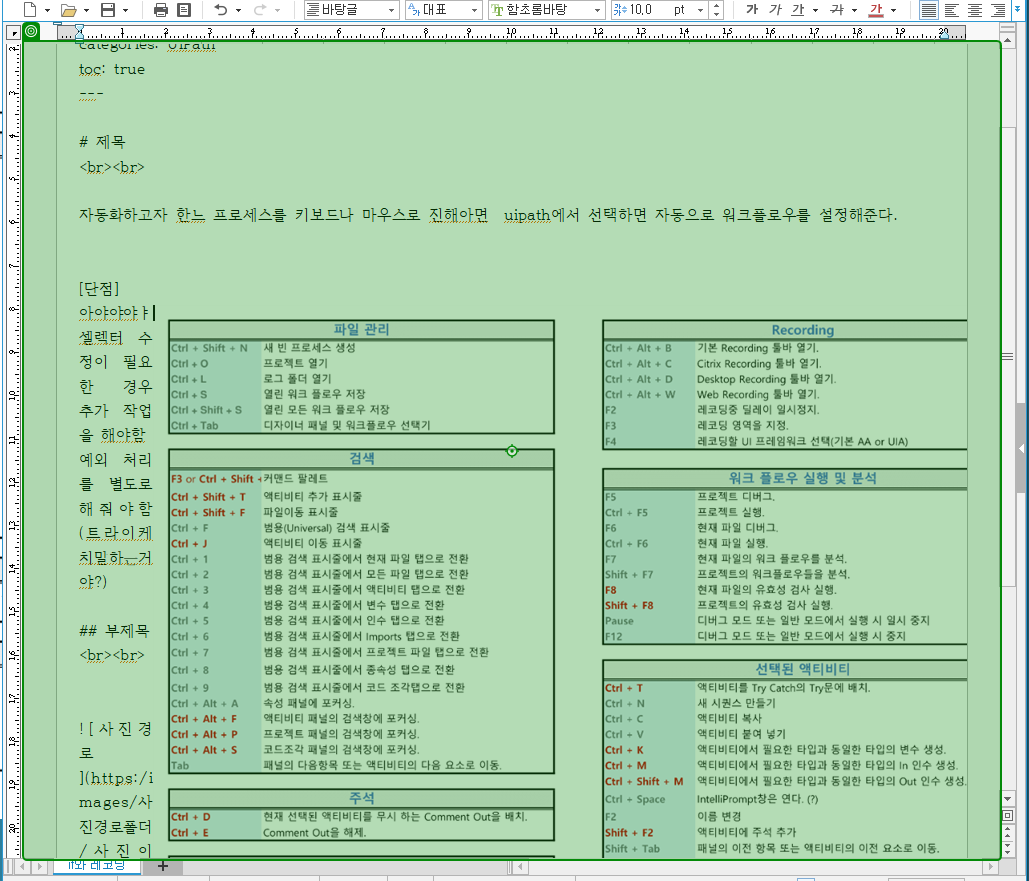 바탕글
대표
함초롬바탕
10.0 pt
가 가 가 가 가
1 2 3 4 5 6 7 8 9 10 11 12 13 14 15 16 17 18 19 20
categories: UiPath
toc: true
---
# 제목
<br><br>
자동화하고자 한느 프로세스를 키보드나 마우스로 진해아면 uipath에서 선택하면 자동으로 워크플로우를 설정해준다.
[단점]
아야야야ㅑ
셀렉터 수
정이 필요
한 경우
추가 작업
을 해야함
예외 처리
를 별도로
해줘야함
(트라이케
치밀하는거
야?)
## 부제목
<br><br>
![사진경
로
](https:/i
mages/사
진경로폴더
/사진이
파일 관리
Ctrl + Shift + N 새 빈 프로세스 생성
Ctrl + O 프로젝트 열기
Ctrl + L 로그 폴더 열기
Ctrl + S 열린 워크 플로우 저장
Ctrl + Shift + S 열린 모든 워크 플로우 저장
Ctrl + Tab 디자이너 패널 및 워크플로우 선택기
검색
F3 or Ctrl + Shift + 커맨드 팔레트
Ctrl + Shift + T 액티비티 추가 표시줄
Ctrl + Shift + F 파일이동 표시줄
Ctrl + F 범용(Universal) 검색 표시줄
Ctrl + J 액티비티 이동 표시줄
Ctrl + 1 범용 검색 표시줄에서 현재 파일 탭으로 전환
Ctrl + 2 범용 검색 표시줄에서 모든 파일 탭으로 전환
Ctrl + 3 범용 검색 표시줄에서 액티비티 탭으로 전환
Ctrl + 4 범용 검색 표시줄에서 변수 탭으로 전환
Ctrl + 5 범용 검색 표시줄에서 인수 탭으로 전환
Ctrl + 6 범용 검색 표시줄에서 Imports 탭으로 전환
Ctrl + 7 범용 검색 표시줄에서 프로젝트 파일 탭으로 전환
Ctrl + 8 범용 검색 표시줄에서 종속성 탭으로 전환
Ctrl + 9 범용 검색 표시줄에서 코드 조각탭으로 전환
Ctrl + Alt + A 속성 패널에 포커싱.
Ctrl + Alt + F 액티비티 패널의 검색창에 포커싱.
Ctrl + Alt + P 프로젝트 패널의 검색창에 포커싱.
Ctrl + Alt + S 코드조각 패널의 검색창에 포커싱.
Tab 패널의 다음항목 또는 액티비티의 다음 요소로 이동.
주석
Ctrl + D 현재 선택된 액티비티를 무시 하는 Comment Out을 배치.
Ctrl + E Comment Out을 해제.
Recording
Ctrl + Alt + B 기본 Recording 툴바 열기.
Ctrl + Alt + C Citrix Recording 툴바 열기.
Ctrl + Alt + D Desktop Recording 툴바 열기.
Ctrl + Alt + W Web Recording 툴바 열기.
F2 레코딩중 딜레이 일시정지.
F3 레코딩 영역을 지정.
F4 레코딩할 UI 프레임워크 선택(기본 AA or UIA)
워크 플로우 실행 및 분석
F5 프로젝트 디버그.
Ctrl + F5 프로젝트 실행.
F6 현재 파일 디버그.
Ctrl + F6 현재 파일 실행.
F7 현재 파일의 워크 플로우를 분석.
Shift + F7 프로젝트의 워크플로우들을 분석.
F8 현재 파일의 유효성 검사 실행.
Shift + F8 프로젝트의 유효성 검사 실행.
Pause 디버그 모드 또는 일반 모드에서 실행 시 일시 중지
F12 디버그 모드 또는 일반 모드에서 실행 시 중지
선택된 액티비티
Ctrl + T 액티비티를 Try Catch의 Try문에 배치.
Ctrl + N 새 시퀀스 만들기
Ctrl + C 액티비티 복사
Ctrl + V 액티비티 붙여 넣기
Ctrl + K 액티비티에서 필요한 타입과 동일한 타입의 변수 생성.
Ctrl + M 액티비티에서 필요한 타입과 동일한 타입의 In 인수 생성.
Ctrl + Shift + M 액티비티에서 필요한 타입과 동일한 타입의 Out 인수 생성.
Ctrl + Space IntelliPrompt창은 연다. (?)
F2 이름 변경
Shift + F2 액티비티에 주석 추가
Shift + Tab 패널의 이전 항목 또는 액티비티의 이전 요소로 이동.
if와 레코딩